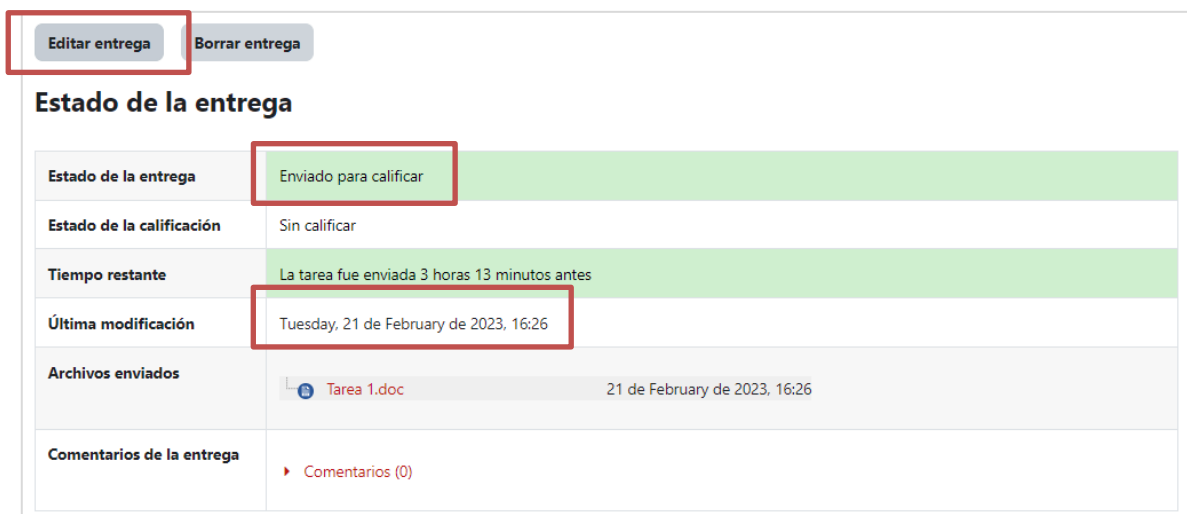 Editar entrega Borrar entrega
Estado de la entrega
Estado de la entrega Enviado para calificar
Estado de la calificación Sin calificar
Tiempo restante La tarea fue enviada 3 horas 13 minutos antes
Última modificación Tuesday, 21 de February de 2023, 16:26
Archivos enviados
Tarea 1.doc 21 de February de 2023, 16:26
Comentarios de la entrega
Comentarios (0)